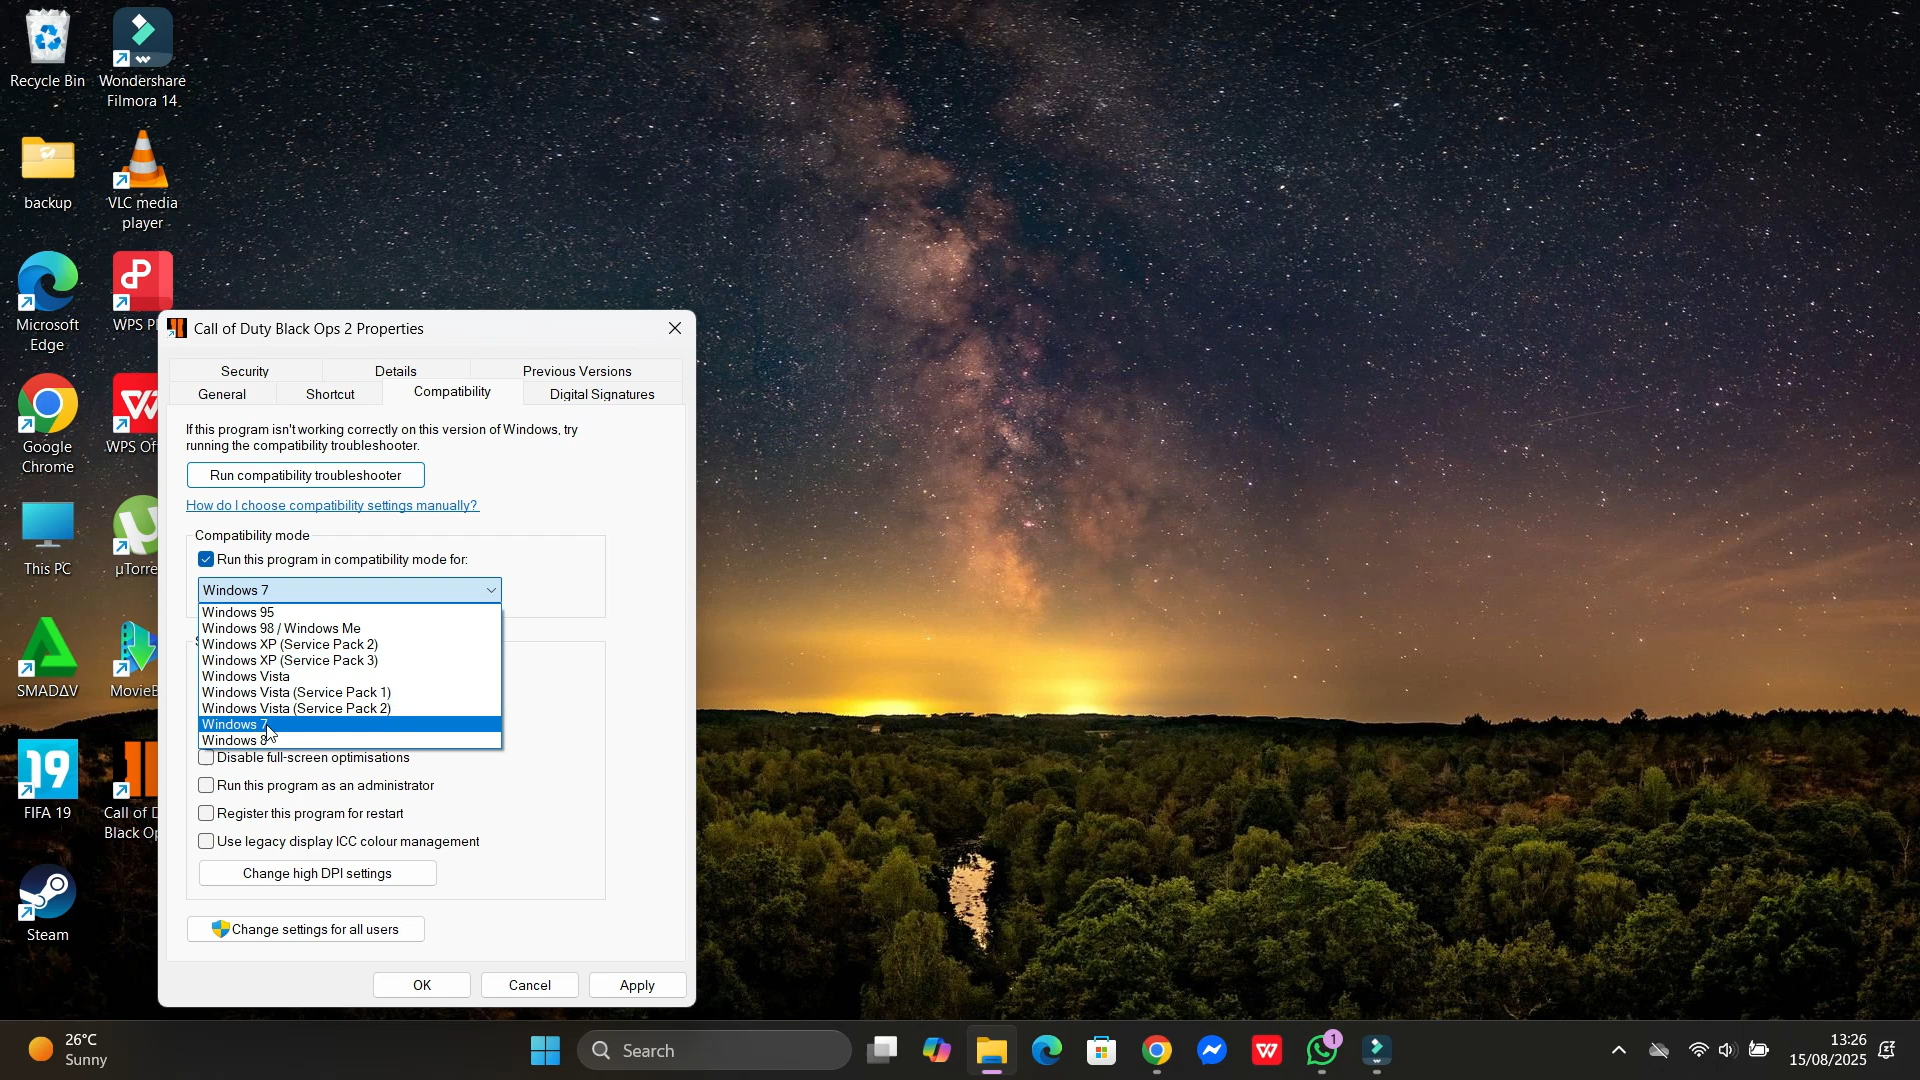 Recycle Bin
Wondershare
Filmora 14
backup
VLC media
player
Microsoft
Edge
WPS
Google
Chrome
WPS
This PC
SMADAV
FIFA 19
19
Call of
Black
Steam
Call of Duty Black Ops 2 Properties
Security
Details
Previous Versions
General
Shortcut
Compatibility
Digital Signatures
If this program isn't working correctly on this version of Windows, try
running the compatibility troubleshooter.
Run compatibility troubleshooter
How do I choose compatibility settings manually?
Compatibility mode
Run this program in compatibility mode for:
Windows 7
Windows 95
Windows 98 / Windows Me
Windows XP (Service Pack 2)
Windows XP (Service Pack 3)
Windows Vista
Windows Vista (Service Pack 1)
Windows Vista (Service Pack 2)
Windows 7
Windows 8
Disable full-screen optimisations
Run this program as an administrator
Register this program for restart
Use legacy display ICC colour management
Change high DPI settings
Change settings for all users
OK
Cancel
Apply
26°C
Sunny
Search
1
13:26
15/08/2025